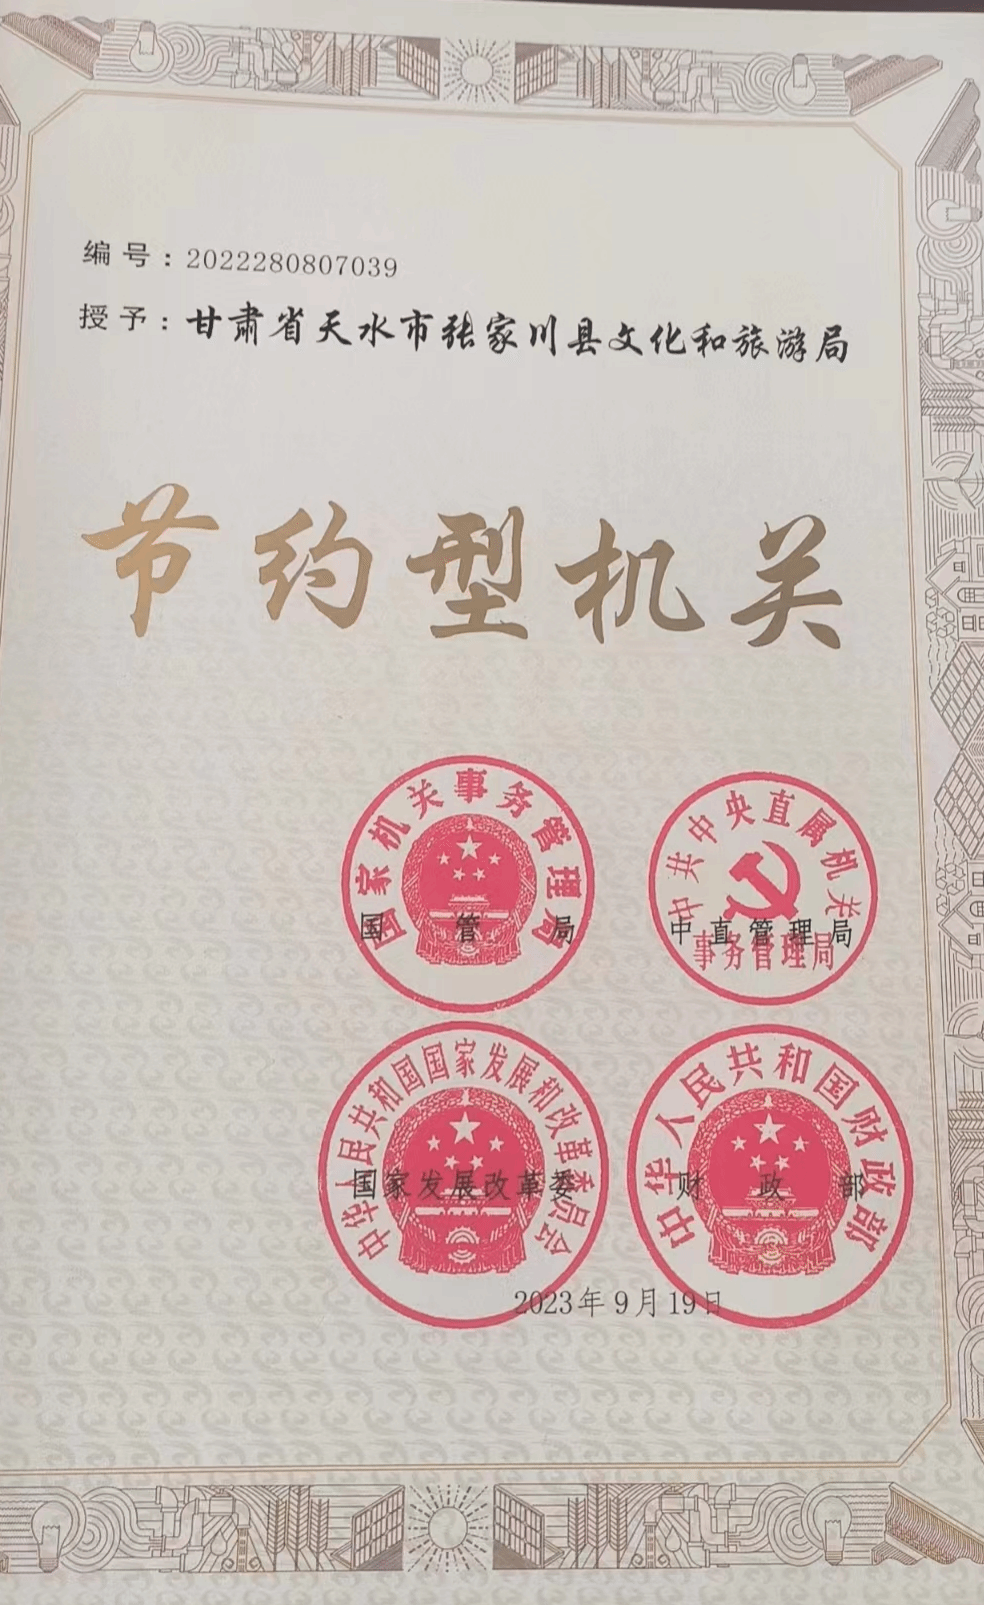 编号：2022280807039
授予：甘肃省天水市张家川县文化和旅游局
节约型机关
国家机关事务管理局
国管局
中共中央直属机关
事务管理局
中直管理局
中华人民共和国国家发展和改革委员会
国家发展改革委
中华人民共和国财政部
财政部
2023年9月19日